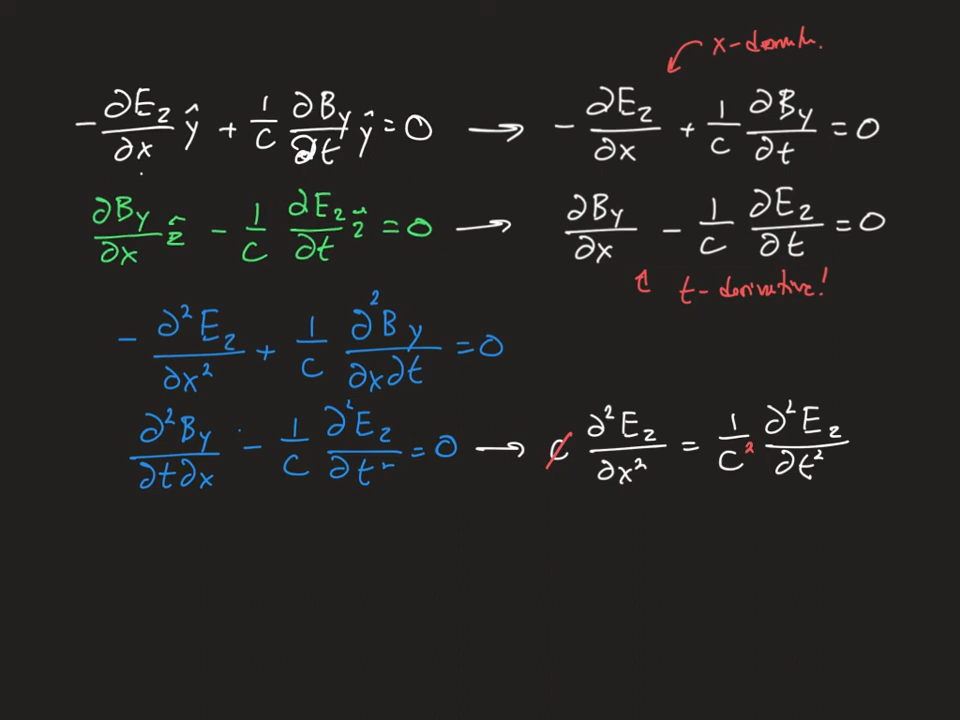 x-derivative.
-∂E_z/∂x ŷ + 1/C ∂B_y/∂t ŷ = 0 → -∂E_z/∂x + 1/C ∂B_y/∂t = 0
∂B_y/∂x ẑ - 1/C ∂E_z/∂t ẑ = 0 → ∂B_y/∂x - 1/C ∂E_z/∂t = 0
t-derivative!
-∂²E_z/∂x² + 1/C ∂²B_y/∂x∂t = 0
∂²B_y/∂t∂x - 1/C ∂²E_z/∂t² = 0 → C ∂²E_z/∂x² = 1/C² ∂²E_z/∂t²